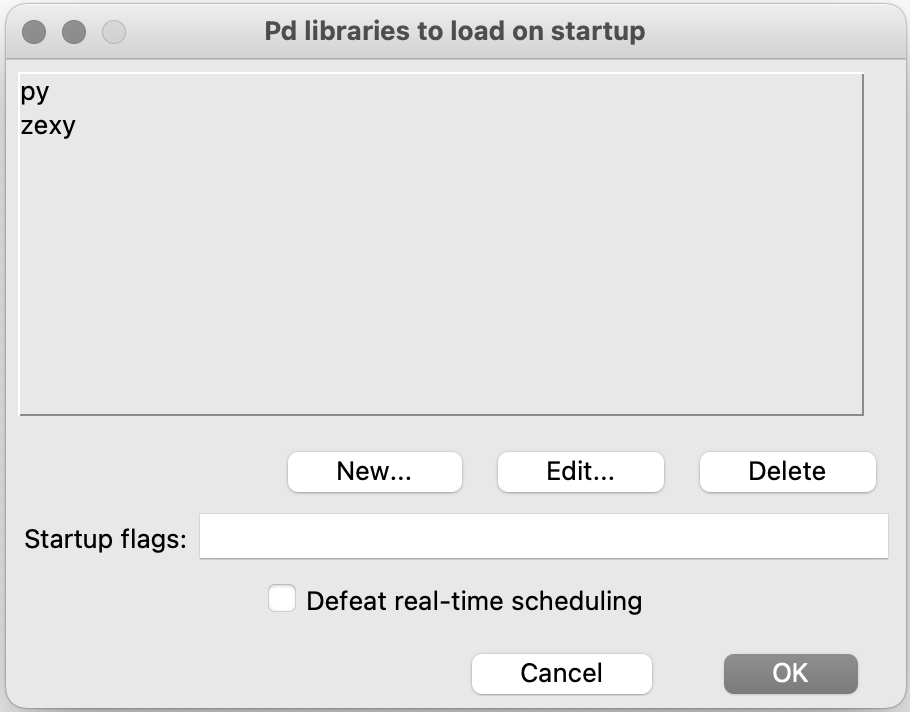 Pd libraries to load on startup
py
zexy
New...
Edit...
Delete
Startup flags:
Defeat real-time scheduling
Cancel
OK